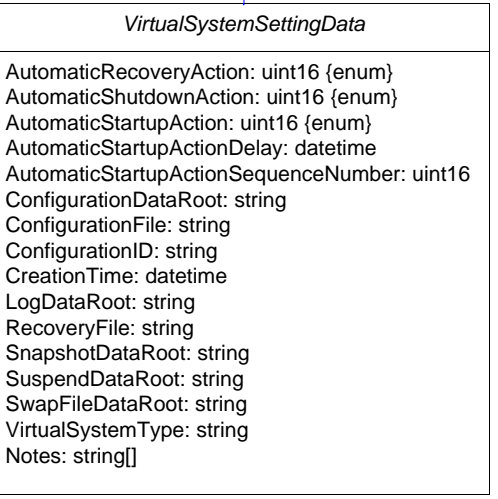 VirtualSystemSettingData
AutomaticRecoveryAction: uint16 {enum}
AutomaticShutdownAction: uint16 {enum}
AutomaticStartupAction: uint16 {enum}
AutomaticStartupActionDelay: datetime
AutomaticStartupActionSequenceNumber: uint16
ConfigurationDataRoot: string
ConfigurationFile: string
ConfigurationID: string
CreationTime: datetime
LogDataRoot: string
RecoveryFile: string
SnapshotDataRoot: string
SuspendDataRoot: string
SwapFileDataRoot: string
VirtualSystemType: string
Notes: string[]